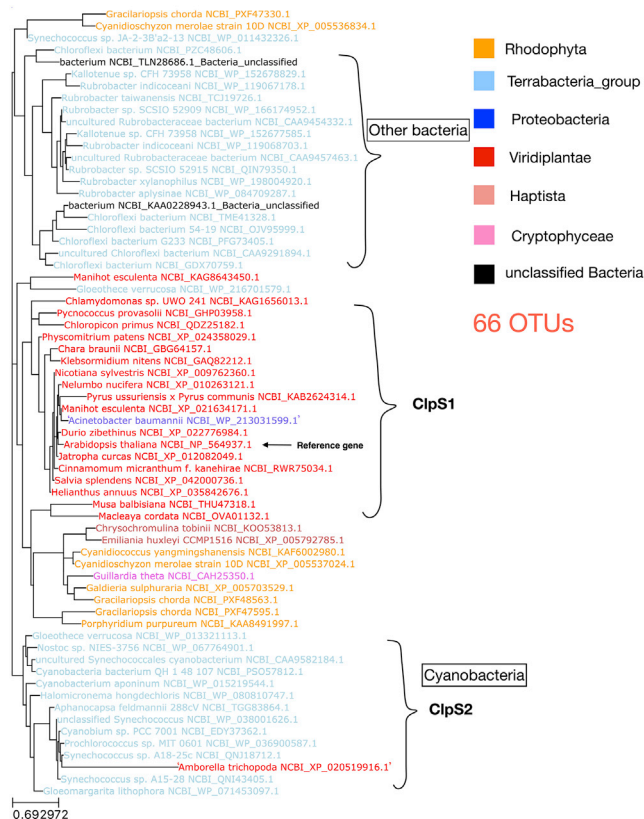 Gracilariopsis chorda NCBI_PXF47330.1
Cyanidioschyzon merolae strain 10D NCBI_XP_005536834.1
Synechococcus sp. JA-2-3B'a2-13 NCBI_WP_011432326.1
Chloroflexi bacterium NCBI_PZC48606.1
bacterium NCBI_TLN28686.1_Bacteria_unclassified
Kallotenue sp. CFH 73958 NCBI_WP_152678829.1
Rubrobacter indicoceani NCBI_WP_119067178.1
Rubrobacter taiwanensis NCBI_TCJ19726.1
Rubrobacter sp. SCSIO 52909 NCBI_WP_166174952.1
uncultured Rubrobacteraceae bacterium NCBI_CAA9454332.1
Kallotenue sp. CFH 73958 NCBI_WP_152677585.1
Rubrobacter indicoceani NCBI_WP_119068703.1
uncultured Rubrobacteraceae bacterium NCBI_CAA9457463.1
Rubrobacter sp. SCSIO 52915 NCBI_QIN79350.1
Rubrobacter xylanophilus NCBI_WP_198004920.1
Rubrobacter aplysinae NCBI_WP_084709287.1
bacterium NCBI_KAA0228943.1_Bacteria_unclassified
Chloroflexi bacterium NCBI_TME41328.1
Chloroflexi bacterium 54-19 NCBI_OJV95999.1
Chloroflexi bacterium G233 NCBI_PFG73405.1
uncultured Chloroflexi bacterium NCBI_CAA9291894.1
Chloroflexi bacterium NCBI_GDX70759.1
Other bacteria
Manihot esculenta NCBI_KAG8643450.1
Gloeothece verrucosa NCBI_WP_216701579.1
Chlamydomonas sp. UWO 241 NCBI_KAG1656013.1
Pycnococcus provasolii NCBI_GHP03958.1
Chloropicon primus NCBI_QDZ25182.1
Physcomitrium patens NCBI_XP_024358029.1
Chara braunii NCBI_GBG64157.1
Klebsormidium nitens NCBI_GAQ82212.1
Nicotiana sylvestris NCBI_XP_009762360.1
Nelumbo nucifera NCBI_XP_010263121.1
Pyrus ussuriensis x Pyrus communis NCBI_KAB2624314.1
Manihot esculenta NCBI_XP_021634171.1
'Acinetobacter baumannii NCBI_WP_213031599.1'
Durio zibethinus NCBI_XP_022776984.1
Arabidopsis thaliana NCBI_NP_564937.1
Reference gene
Jatropha curcas NCBI_XP_012082049.1
Cinnamomum micranthum f. kanehirae NCBI_RWR75034.1
Salvia splendens NCBI_XP_042000736.1
Helianthus annuus NCBI_XP_035842676.1
Musa balbisiana NCBI_THU47318.1
Macleaya cordata NCBI_OVA01132.1
ClpS1
Chrysochromulina tobinii NCBI_KOO53813.1
Emiliania huxleyi CCMP1516 NCBI_XP_005792785.1
Cyanidiococcus yangmingshanensis NCBI_KAF6002980.1
Cyanidioschyzon merolae strain 10D NCBI_XP_005537024.1
Guillardia theta NCBI_CAH25350.1
Galdieria sulphuraria NCBI_XP_005703529.1
Gracilariopsis chorda NCBI_PXF48563.1
Gracilariopsis chorda NCBI_PXF47595.1
Porphyridium purpureum NCBI_KAA8491997.1
Gloeothece verrucosa NCBI_WP_013321113.1
Nostoc sp. NIES-3756 NCBI_WP_067764901.1
uncultured Synechococcales cyanobacterium NCBI_CAA9582184.1
Cyanobacteria bacterium QH 1 48 107 NCBI_PSO57812.1
Cyanobacterium aponinum NCBI_WP_015219544.1
Halomicronema hongdechloris NCBI_WP_080810747.1
Aphanocapsa feldmannii 288cV NCBI_TGG83864.1
unclassified Synechococcus NCBI_WP_038001626.1
Cyanobium sp. PCC 7001 NCBI_EDY37362.1
Prochlorococcus sp. MIT 0601 NCBI_WP_036900587.1
Synechococcus sp. A18-25c NCBI_QNJ18712.1
'Amborella trichopoda NCBI_XP_020519916.1'
Synechococcus sp. A15-28 NCBI_QNI43405.1
Gloeomargarita lithophora NCBI_WP_071453097.1
Cyanobacteria
ClpS2
0.692972
Rhodophyta
Terrabacteria_group
Proteobacteria
Viridiplantae
Haptista
Cryptophyceae
unclassified Bacteria
66 OTUs